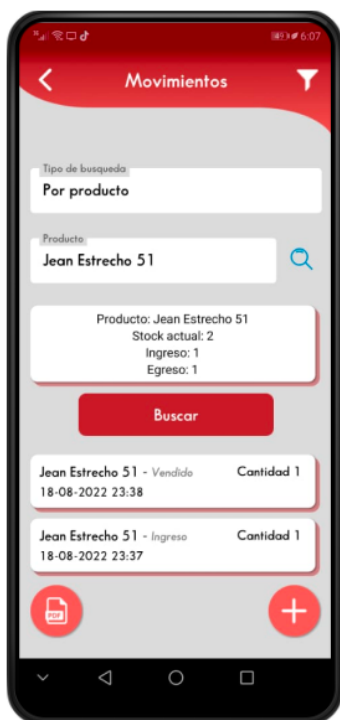 6:07
Movimientos
Tipo de busqueda
Por producto
Producto
Jean Estrecho 51
Producto: Jean Estrecho 51
Stock actual: 2
Ingreso: 1
Egreso: 1
Buscar
Jean Estrecho 51 - Vendido Cantidad 1
18-08-2022 23:38
Jean Estrecho 51 - Ingreso Cantidad 1
18-08-2022 23:37
PDF